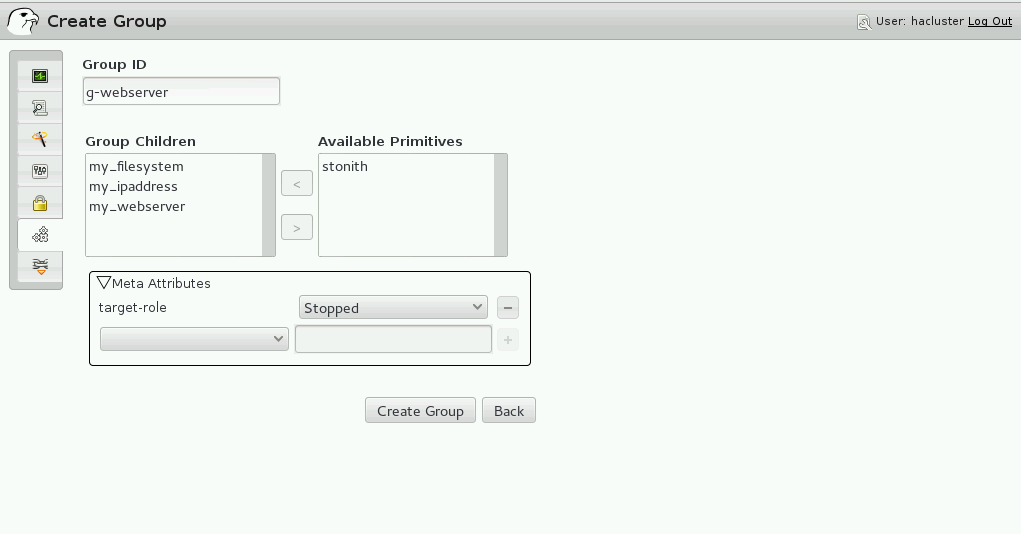 Create Group
User: hacluster Log Out
Group ID
g-webserver
Group Children
Available Primitives
my_filesystem
my_ipaddress
my_webserver
<
>
stonith
Meta Attributes
target-role
Stopped
−
+
Create Group
Back